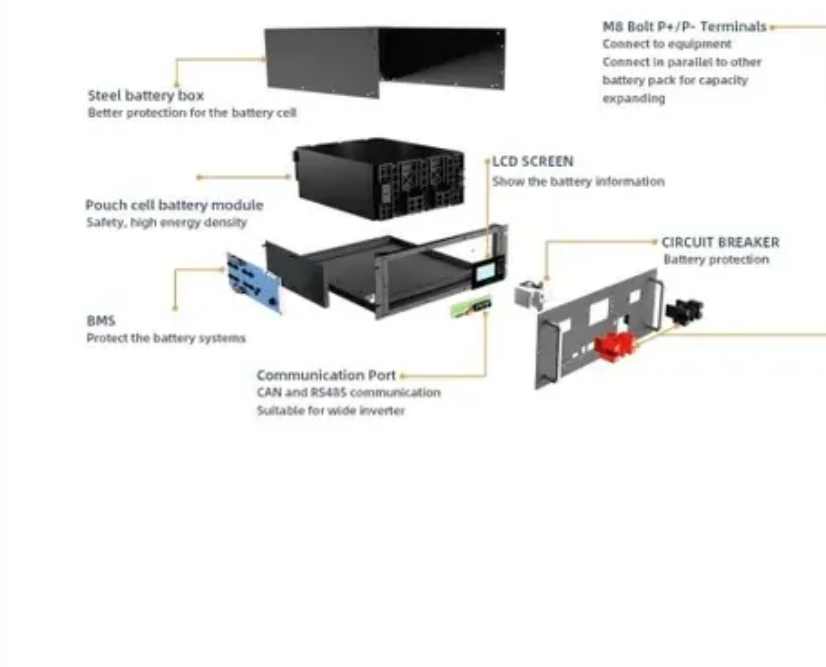 M8 Bolt P+/P- Terminals
Connect to equipment
Connect in parallel to other
battery pack for capacity
expanding
Steel battery box
Better protection for the battery cell
LCD SCREEN
Show the battery information
Pouch cell battery module
Safety, high energy density
CIRCUIT BREAKER
Battery protection
BMS
Protect the battery systems
Communication Port
CAN and RS485 communication
Suitable for wide inverter